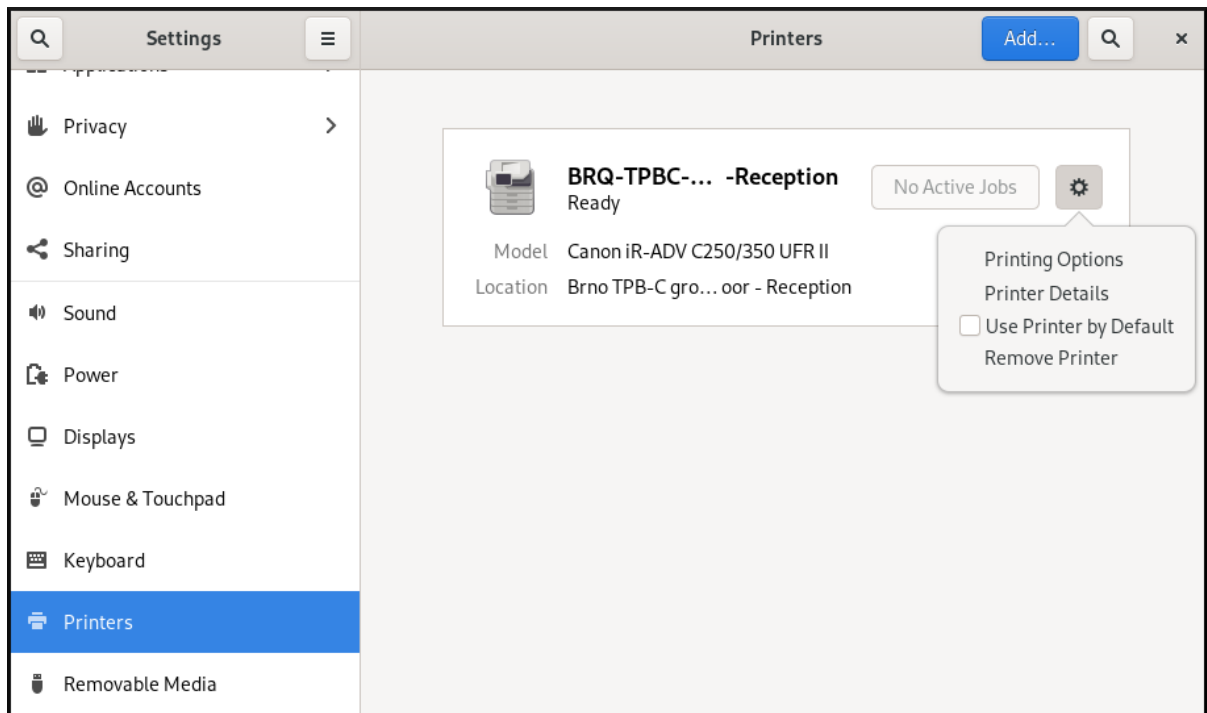 Settings
Printers
Add...
Applications
Privacy
Online Accounts
Sharing
Sound
Power
Displays
Mouse & Touchpad
Keyboard
Printers
Removable Media
BRQ-TPBC-... -Reception
Ready
No Active Jobs
Model Canon iR-ADV C250/350 UFR II
Location Brno TPB-C gro... oor - Reception
Printing Options
Printer Details
Use Printer by Default
Remove Printer